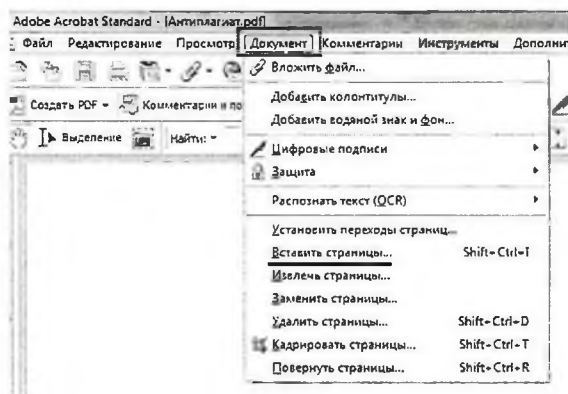 Adobe Acrobat Standard - [Антиплагиат.pdf]
Файл Редактирование Просмотр Документ Комментарии Инструменты Дополнит
Вложить файл...
Создать PDF Комментарии и по
Добавить колонтитулы...
Добавить водяной знак и фон...
Выделение Найти:
Цифровые подписи
Защита
Распознать текст (OCR)
Установить переходы страниц...
Вставить страницы... Shift+Ctrl+I
Извлечь страницы...
Заменить страницы...
Удалить страницы... Shift+Ctrl+D
Кадрировать страницы... Shift+Ctrl+T
Повернуть страницы... Shift+Ctrl+R